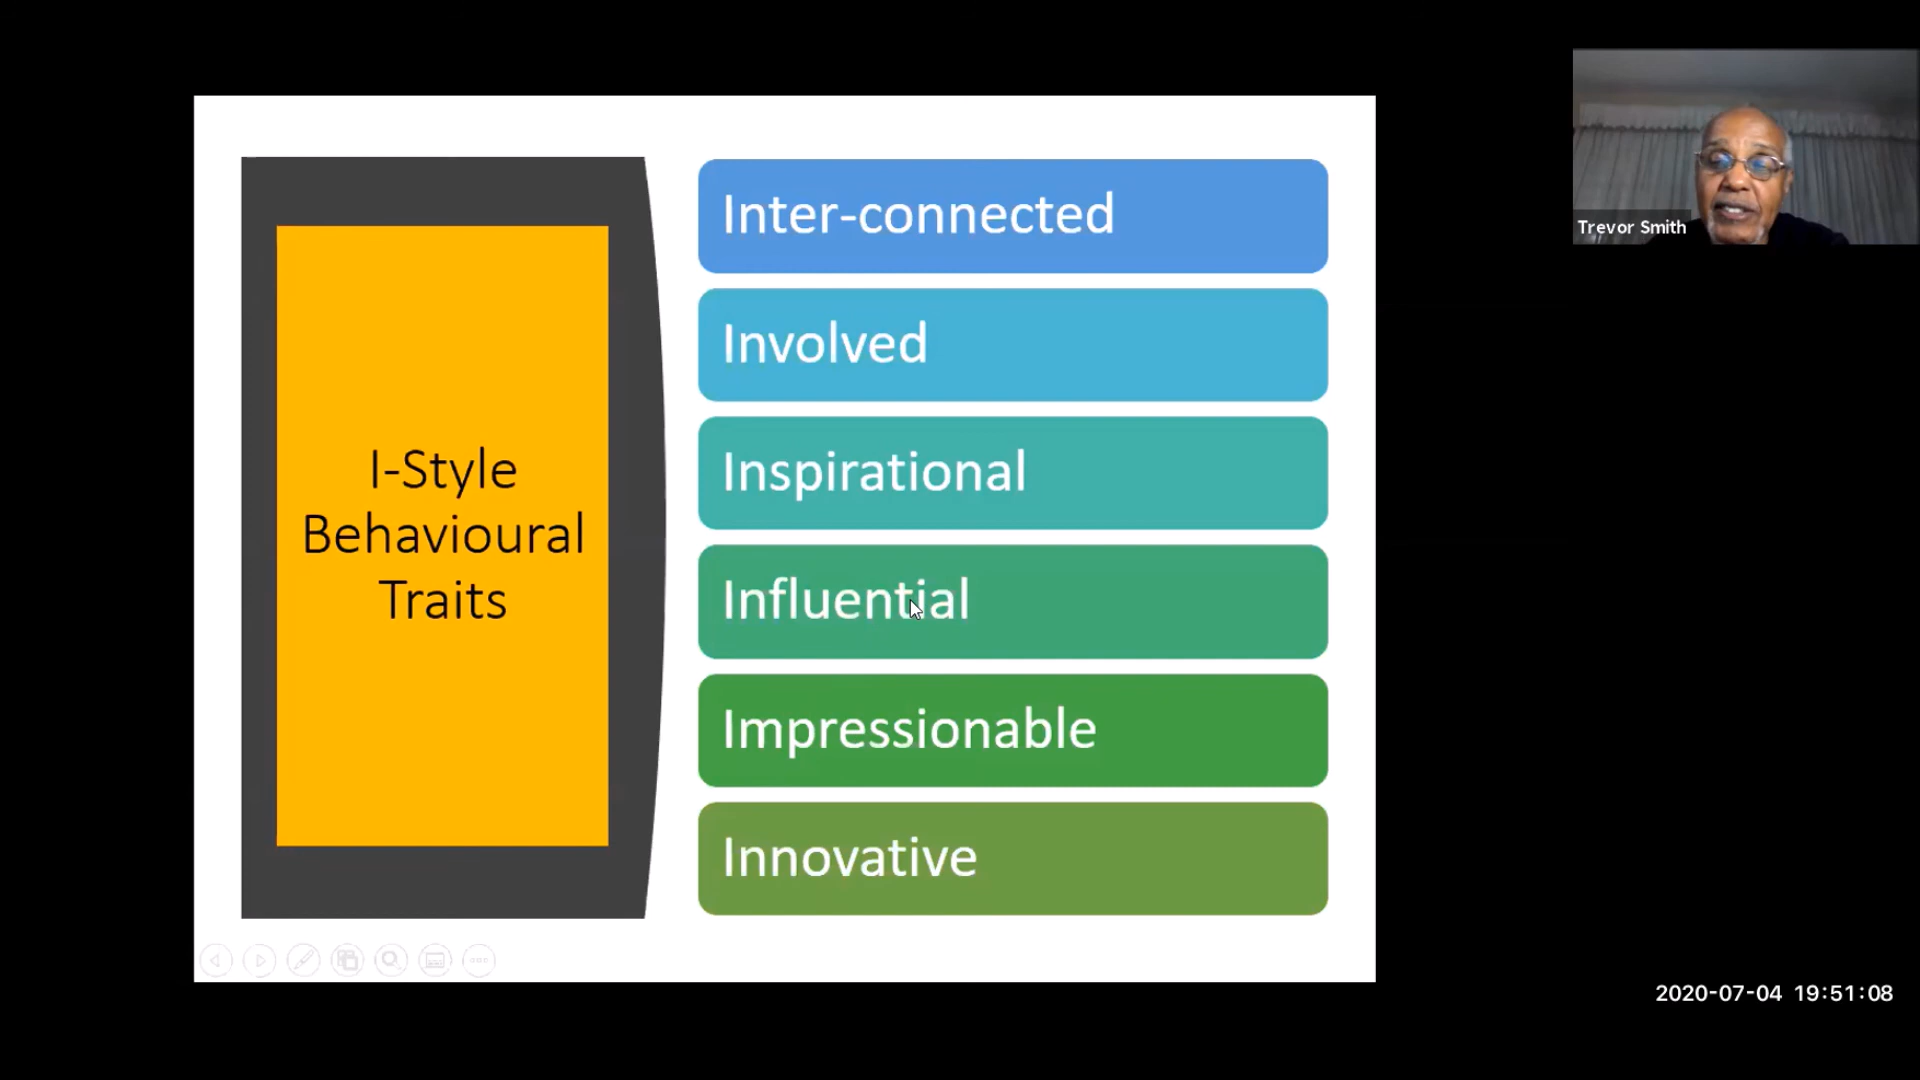 I-Style
Behavioural
Traits
Inter-connected
Involved
Inspirational
Influential
Impressionable
Innovative
Trevor Smith
2020-07-04 19:51:08